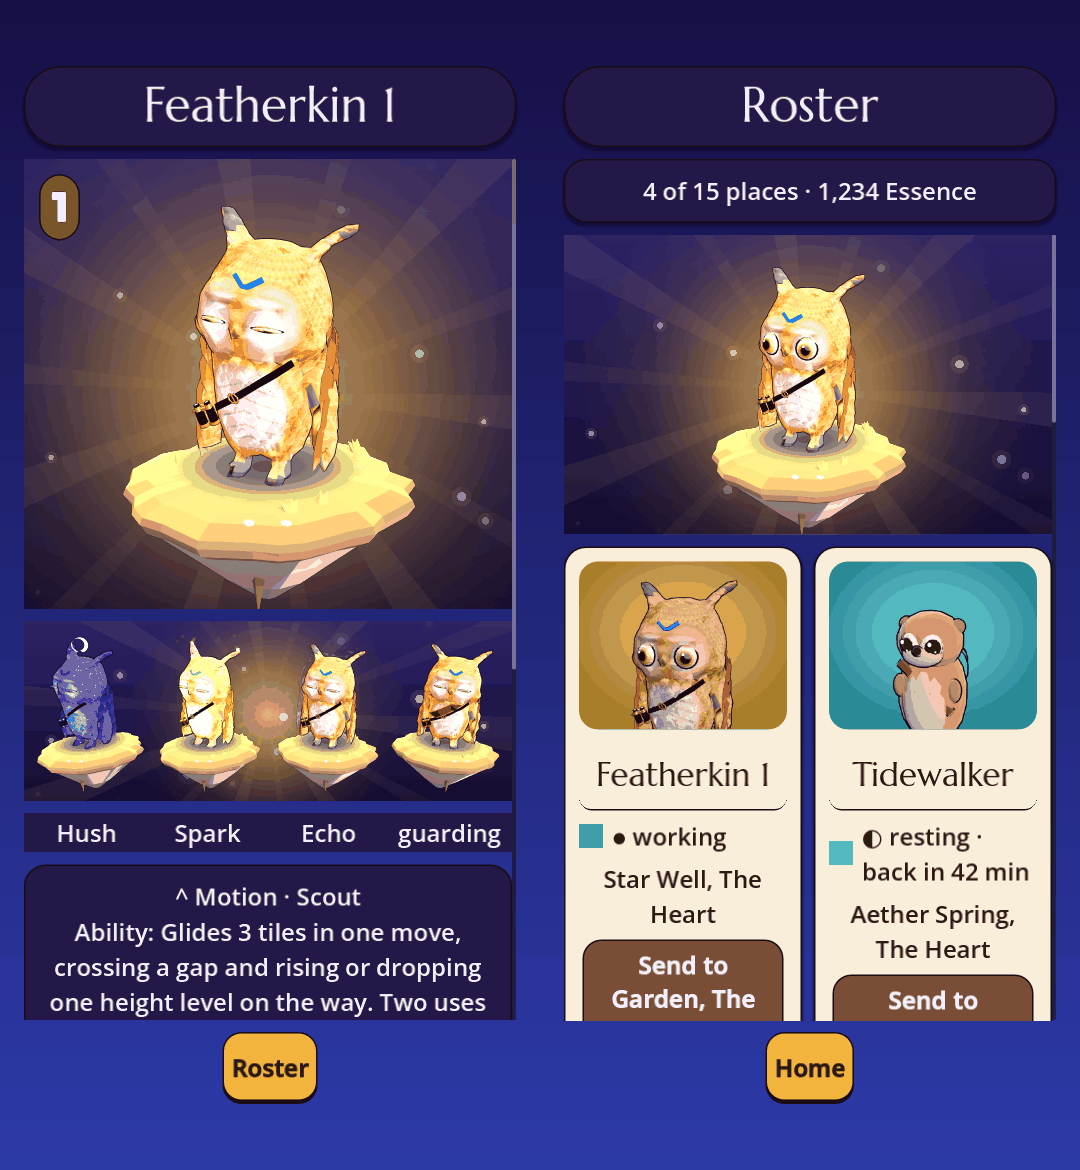 Featherkin 1
1
Hush Spark Echo guarding
^ Motion · Scout
Ability: Glides 3 tiles in one move,
crossing a gap and rising or dropping
one height level on the way. Two uses
Roster
Roster
4 of 15 places · 1,234 Essence
Featherkin 1
● working
Star Well, The
Heart
Send to
Garden, The
Tidewalker
◐ resting ·
back in 42 min
Aether Spring,
The Heart
Send to
Home